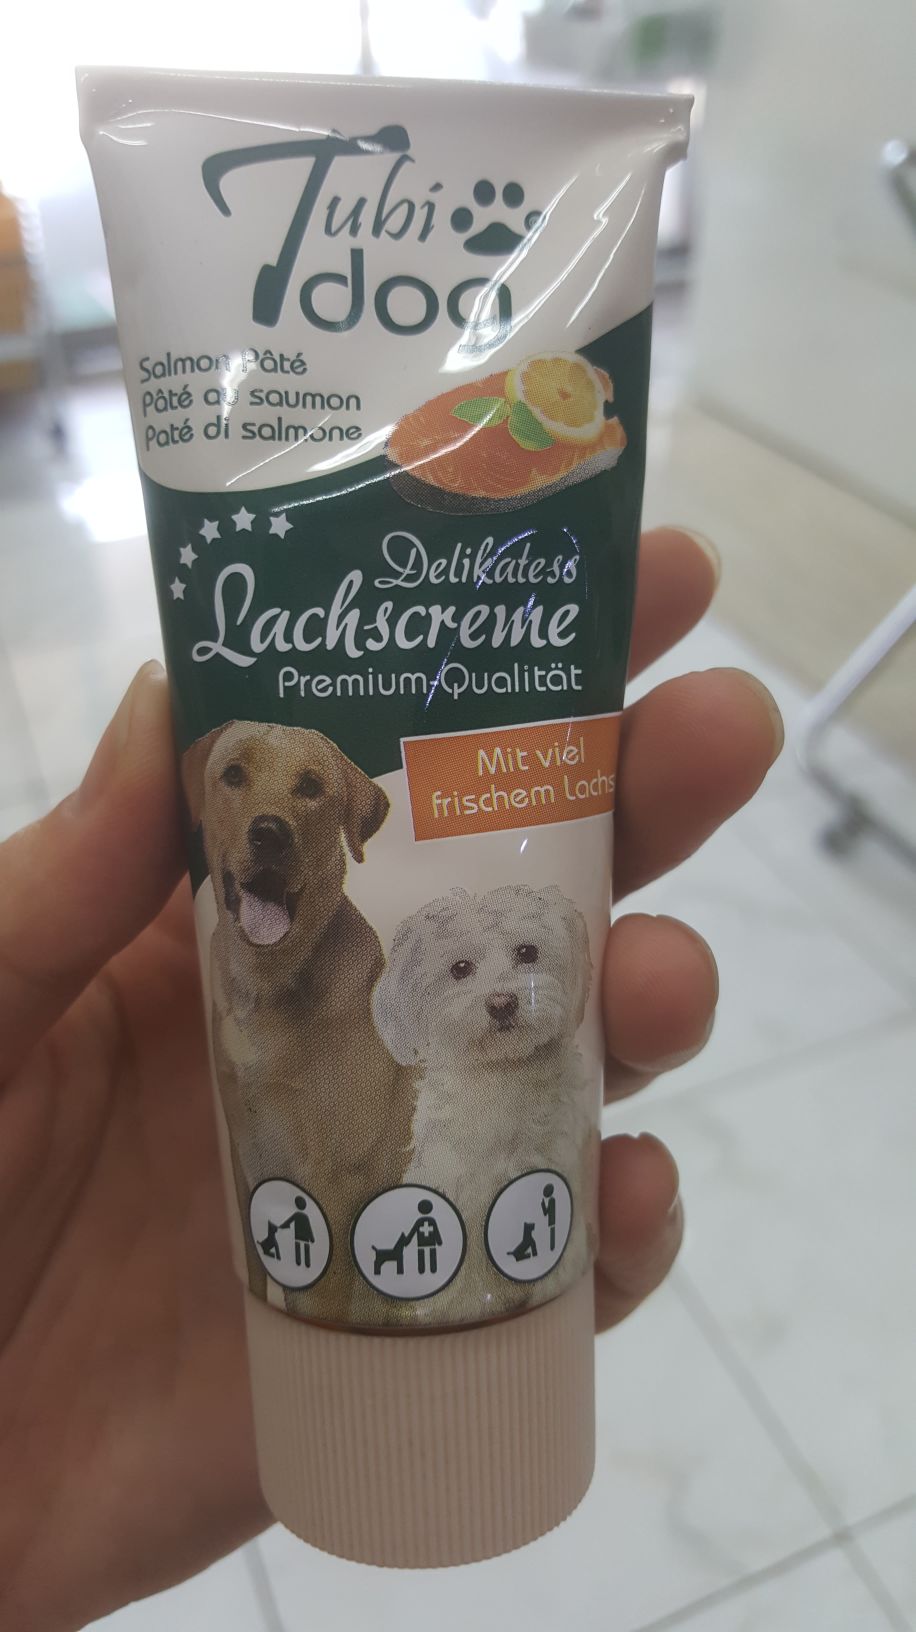 Tubi
dog
Salmon Pâté
Pâté au saumon
Paté di salmone
Delikatess
Lachscreme
Premium-Qualität
Mit viel
frischem Lachs